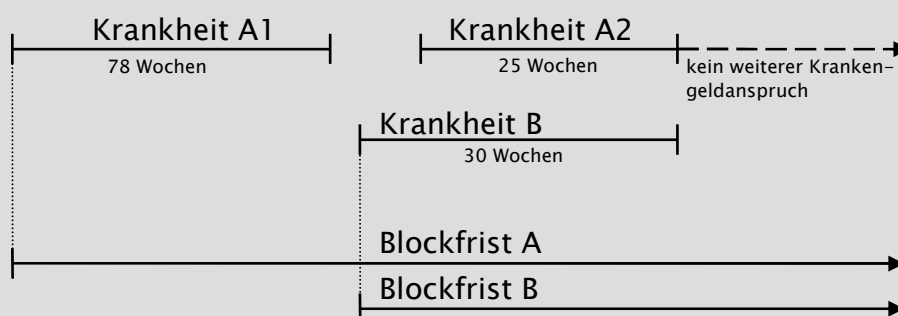 Krankheit A1
Krankheit A2
78 Wochen
25 Wochen
kein weiterer Kranken-
geldanspruch
Krankheit B
30 Wochen
Blockfrist A
Blockfrist B